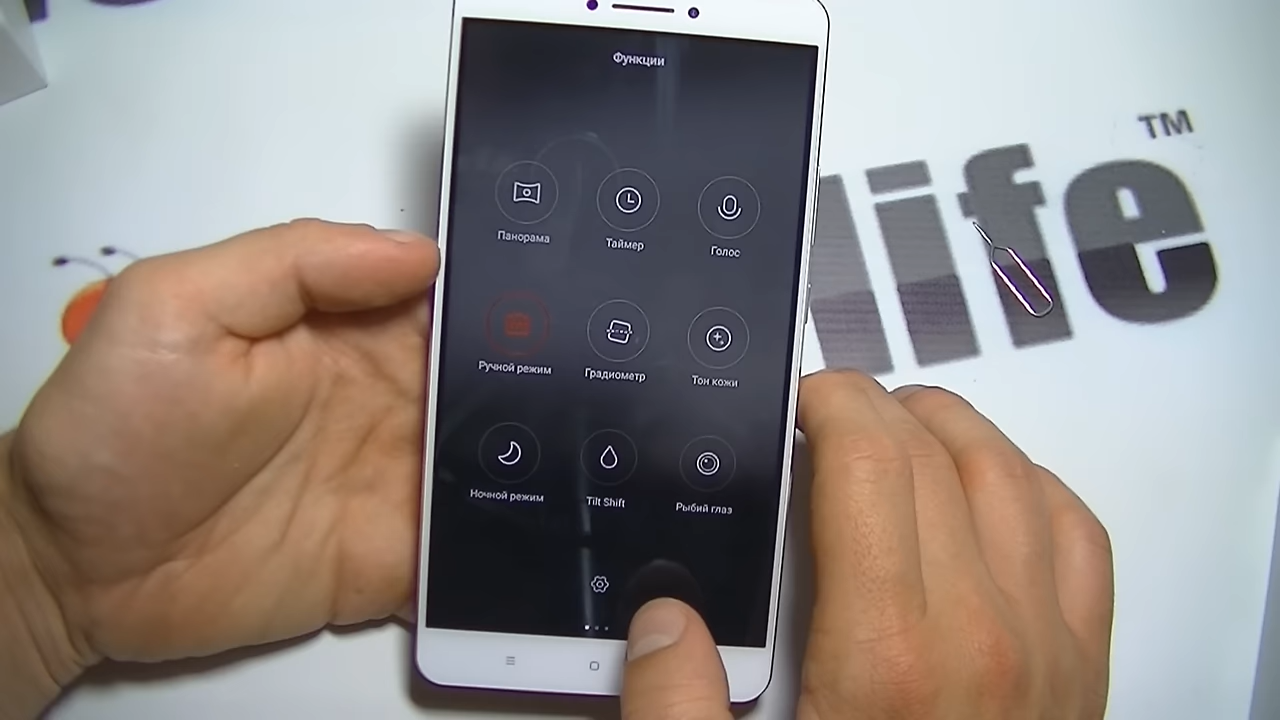 Функции
Панорама Таймер Голос
Ручной режим Градиометр Тон кожи
Ночной режим Tilt Shift Рыбий глаз
life TM